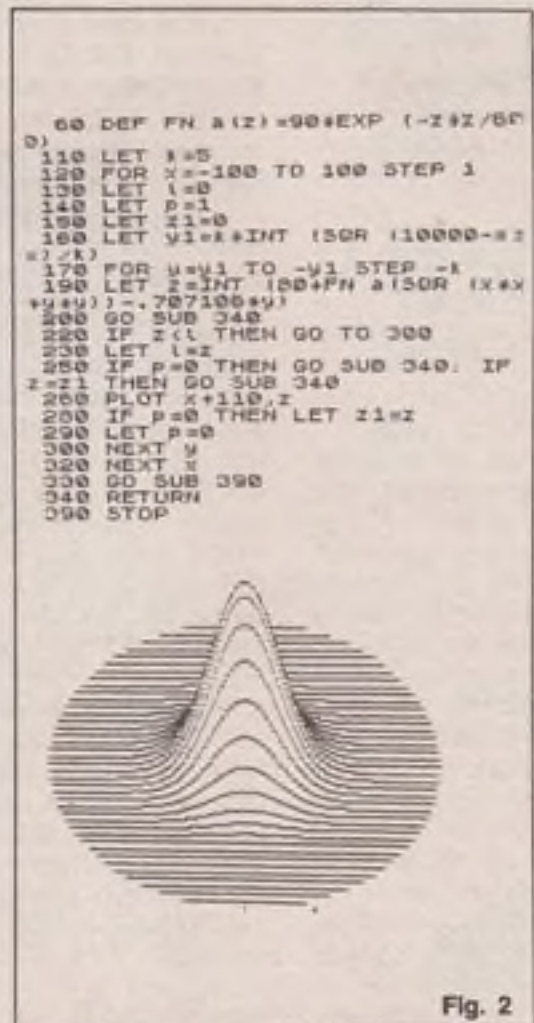 60 DEF FN a(z)=90*EXP (-z*z/60
0)
110 LET k=5
120 FOR x=-100 TO 100 STEP 1
130 LET l=0
140 LET p=1
150 LET z1=0
160 LET y1=k*INT (SQR (10000-x*
x)/k)
170 FOR y=y1 TO -y1 STEP -k
190 LET z=INT (80+FN a(SQR (x*x
+y*y))-.707106*y)
200 GO SUB 340
220 IF z<l THEN GO TO 300
230 LET l=z
250 IF p=0 THEN GO SUB 340: IF
z=z1 THEN GO SUB 340
260 PLOT x+110,z
280 IF p=0 THEN LET z1=z
290 LET p=0
300 NEXT y
320 NEXT x
330 GO SUB 390
340 RETURN
390 STOP
Fig. 2